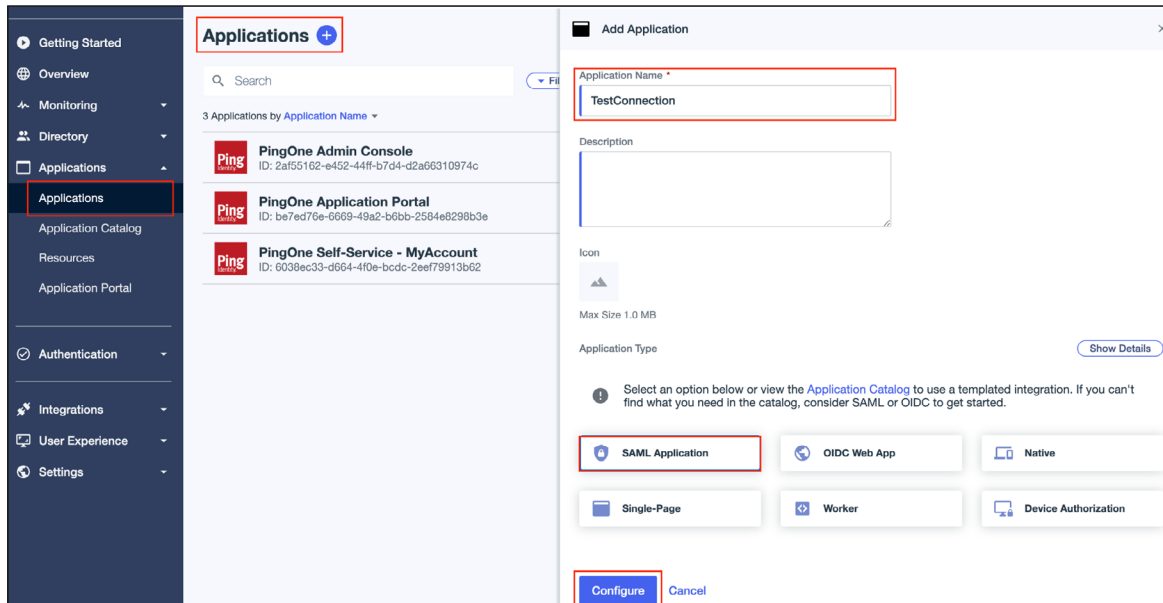 Getting Started
Overview
Monitoring
Directory
Applications
Applications
Application Catalog
Resources
Application Portal
Authentication
Integrations
User Experience
Settings
Applications
Search
Fil
3 Applications by Application Name
Ping
Identity
PingOne Admin Console
ID: 2af55162-e452-44ff-b7d4-d2a66310974c
Ping
Identity
PingOne Application Portal
ID: be7ed76e-6669-49a2-b6bb-2584e8298b3e
Ping
Identity
PingOne Self-Service - MyAccount
ID: 6038ec33-d664-4f0e-bcdc-2eef79913b62
Add Application
Application Name *
TestConnection
Description
Icon
Max Size 1.0 MB
Application Type
Show Details
Select an option below or view the Application Catalog to use a templated integration. If you can't
find what you need in the catalog, consider SAML or OIDC to get started.
SAML Application
OIDC Web App
Native
Single-Page
Worker
Device Authorization
Configure
Cancel